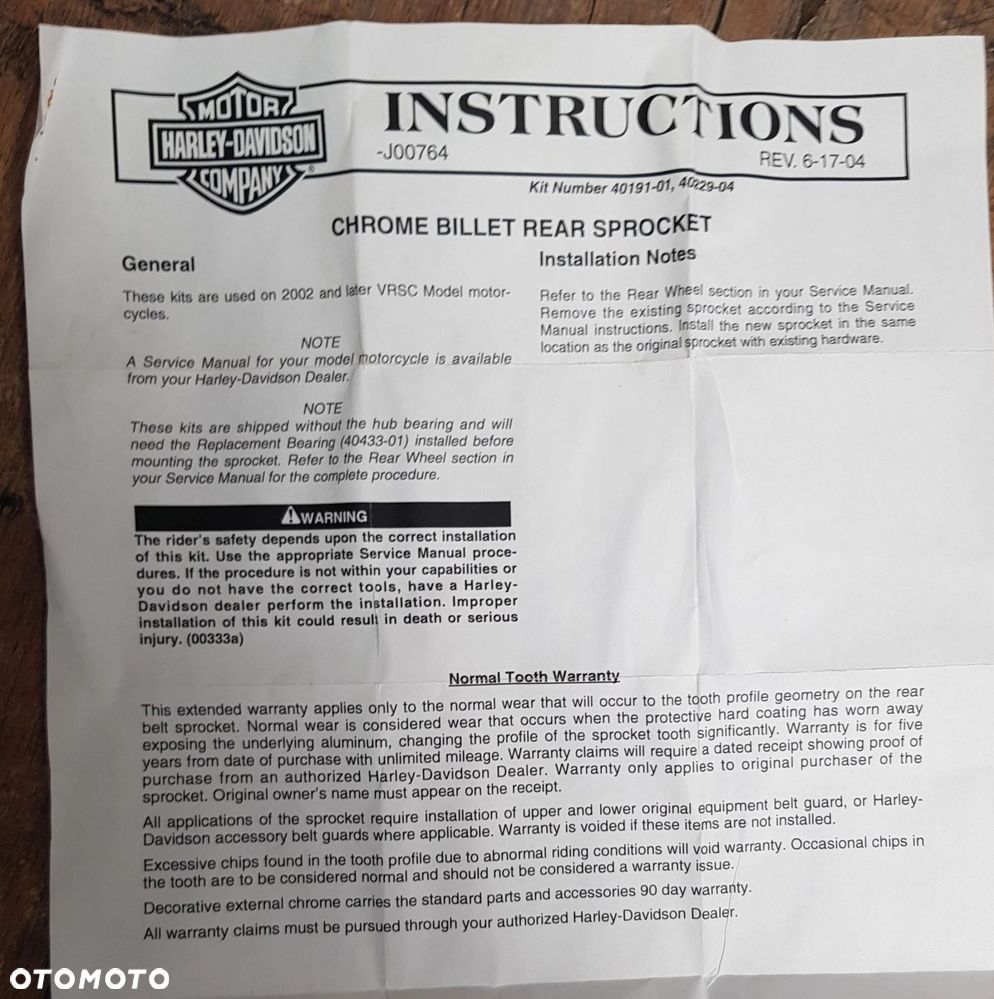 MOTOR
HARLEY-DAVIDSON
COMPANY
®
INSTRUCTIONS
-J00764
REV. 6-17-04
Kit Number 40191-01, 40229-04
CHROME BILLET REAR SPROCKET
General
These kits are used on 2002 and later VRSC Model motor-
cycles.
NOTE
A Service Manual for your model motorcycle is available
from your Harley-Davidson Dealer.
NOTE
These kits are shipped without the hub bearing and will
need the Replacement Bearing (40433-01) installed before
mounting the sprocket. Refer to the Rear Wheel section in
your Service Manual for the complete procedure.
WARNING
The rider's safety depends upon the correct installation
of this kit. Use the appropriate Service Manual proce-
dures. If the procedure is not within your capabilities or
you do not have the correct tools, have a Harley-
Davidson dealer perform the installation. Improper
installation of this kit could result in death or serious
injury. (00333a)
Installation Notes
Refer to the Rear Wheel section in your Service Manual.
Remove the existing sprocket according to the Service
Manual instructions. Install the new sprocket in the same
location as the original sprocket with existing hardware.
Normal Tooth Warranty
This extended warranty applies only to the normal wear that will occur to the tooth profile geometry on the rear
belt sprocket. Normal wear is considered wear that occurs when the protective hard coating has worn away
exposing the underlying aluminum, changing the profile of the sprocket tooth significantly. Warranty is for five
years from date of purchase with unlimited mileage. Warranty claims will require a dated receipt showing proof of
purchase from an authorized Harley-Davidson Dealer. Warranty only applies to original purchaser of the
sprocket. Original owner's name must appear on the receipt.
All applications of the sprocket require installation of upper and lower original equipment belt guard, or Harley-
Davidson accessory belt guards where applicable. Warranty is voided if these items are not installed.
Excessive chips found in the tooth profile due to abnormal riding conditions will void warranty. Occasional chips in
the tooth are to be considered normal and should not be considered a warranty issue.
Decorative external chrome carries the standard parts and accessories 90 day warranty.
All warranty claims must be pursued through your authorized Harley-Davidson Dealer.
OTOMOTO